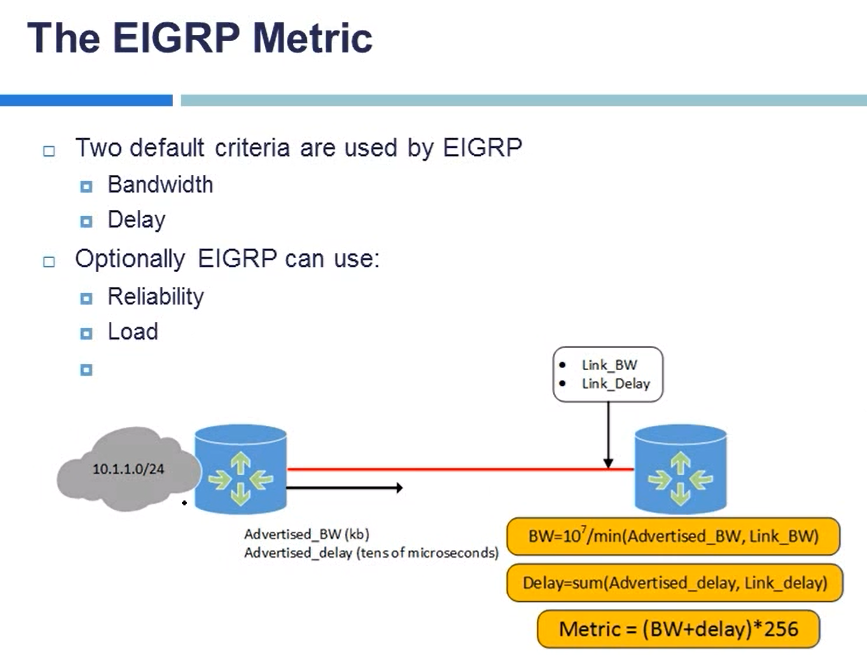 The EIGRP Metric
Two default criteria are used by EIGRP
Bandwidth
Delay
Optionally EIGRP can use:
Reliability
Load
• Link_BW
• Link_Delay
10.1.1.0/24
Advertised_BW (kb)
Advertised_delay (tens of microseconds)
BW=10⁷/min(Advertised_BW, Link_BW)
Delay=sum(Advertised_delay, Link_delay)
Metric = (BW+delay)*256